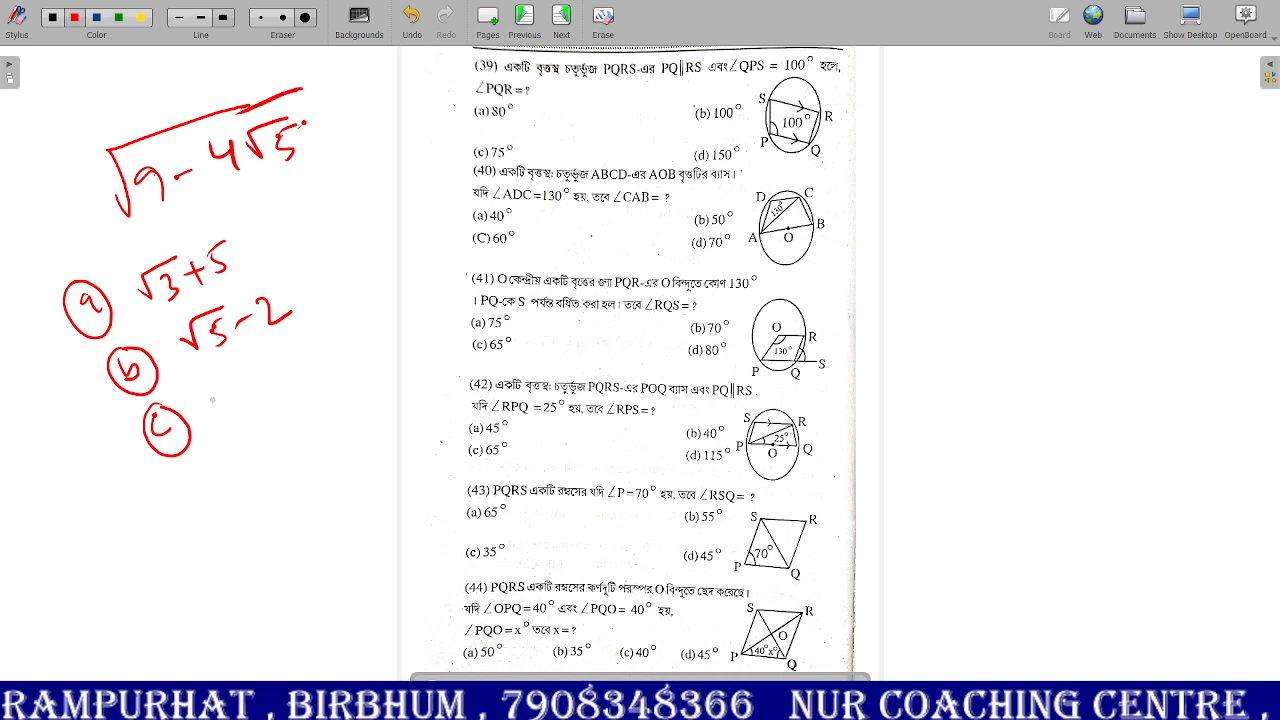 Stylus
Color
Line
Eraser
Backgrounds
Undo
Redo
Pages
Previous
Next
Erase
Board
Web
Documents
Show Desktop
OpenBoard
√9 - 4√5
a √3 + 5
b √5 - 2
c
(39) একটি বৃত্তস্থ চতুর্ভুজ PQRS-এর PQ||RS এবং∠QPS = 100° হলে,
∠PQR = ?
(a) 80° (b) 100°
(c) 75° (d) 150°
S R 100° P Q
(40) একটি বৃত্তস্থ: চতুর্ভুজ ABCD-এর AOB বৃত্তটির ব্যাস।
যদি ∠ADC =130° হয়, তবে ∠CAB = ?
(a) 40° (b) 50°
(C) 60° (d) 70°
D C 130° A O B
(41) O কেন্দ্রীয় একটি বৃত্তের জ্যা PQR-এর O বিন্দুতে কোণ 130°
। PQ-কে S পর্যন্ত বর্ধিত করা হল। তবে ∠RQS = ?
(a) 75° (b) 70°
(c) 65° (d) 80°
O R 130° P Q S
(42) একটি বৃত্তস্থ: চতুর্ভুজ PQRS-এর POQ ব্যাস এবং PQ||RS .
যদি ∠RPQ = 25° হয়, তবে ∠RPS = ?
(a) 45° (b) 40°
(c) 65° (d) 115°
S R 25° P O Q
(43) PQRS একটি রম্বসের যদি ∠P = 70° হয়, তবে ∠RSQ = ?
(a) 65° (b) 55°
(c) 35° (d) 45°
S R 70° P Q
(44) PQRS একটি রম্বসের কর্ণদুটি পরস্পর O বিন্দুতে ছেদ করেছে।
যদি ∠OPQ = 40° এবং ∠PQO = 40° হয়,
∠PQO = x° তবে x = ?
(a) 50° (b) 35° (c) 40° (d) 45°
S R O 40° x° P Q
RAMPURHAT , BIRBHUM , 7908348366 NUR COACHING CENTRE ,